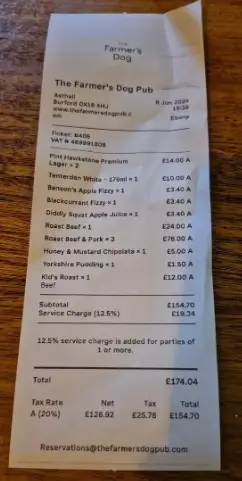 THE
Farmer's
Dog
The Farmer's Dog Pub
Asthall
Burford OX18 4HJ
www.thefarmersdogpub.c
om
8 Jun 2025
15:39
Ebony
Ticket: B405
VAT # 469991808
Pint Hawkstone Premium £14.00 A
Lager × 2
Tenterden White - 175ml × 1 £10.00 A
Benson's Apple Fizzy × 1 £3.40 A
Blackcurrant Fizzy × 1 £3.40 A
Diddly Squat Apple Juice × 1 £3.40 A
Roast Beef × 1 £24.00 A
Roast Beef & Pork × 3 £78.00 A
Honey & Mustard Chipolata × 1 £5.00 A
Yorkshire Pudding × 1 £1.50 A
Kid's Roast × 1 £12.00 A
Beef
Subtotal £154.70
Service Charge (12.5%) £19.34
12.5% service charge is added for parties of
1 or more.
Total £174.04
Tax Rate Net Tax Total
A (20%) £128.92 £25.78 £154.70
Reservations@thefarmersdogpub.com